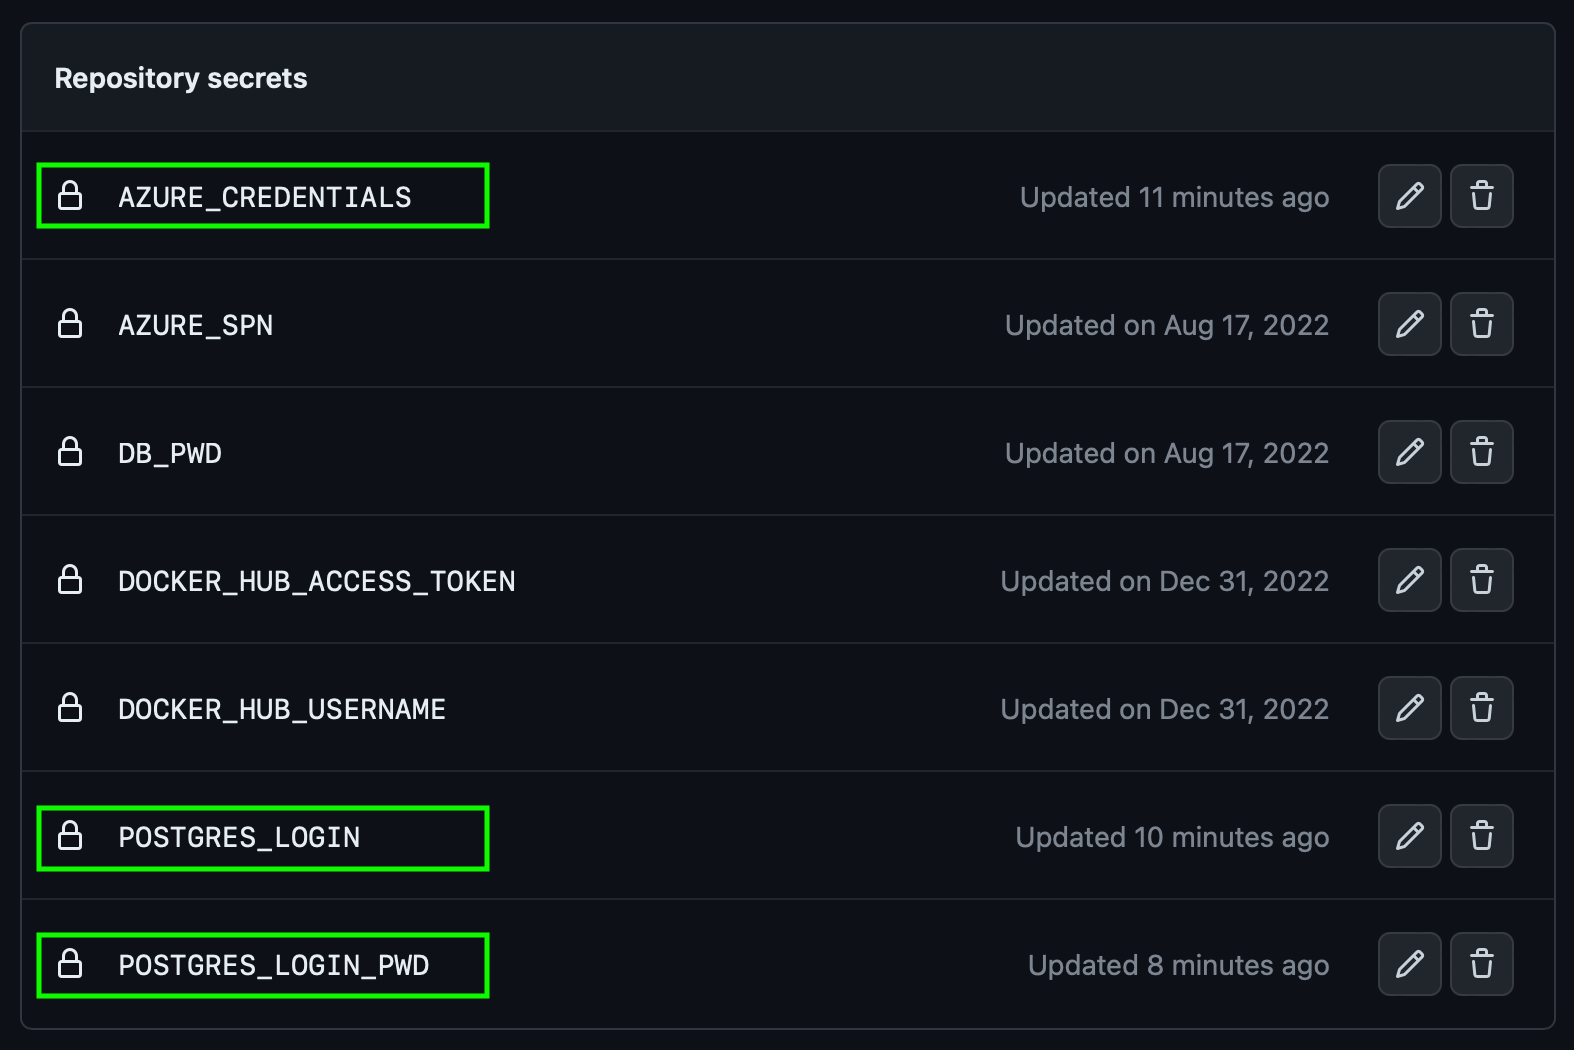 Repository secrets
AZURE_CREDENTIALS
Updated 11 minutes ago
AZURE_SPN
Updated on Aug 17, 2022
DB_PWD
Updated on Aug 17, 2022
DOCKER_HUB_ACCESS_TOKEN
Updated on Dec 31, 2022
DOCKER_HUB_USERNAME
Updated on Dec 31, 2022
POSTGRES_LOGIN
Updated 10 minutes ago
POSTGRES_LOGIN_PWD
Updated 8 minutes ago